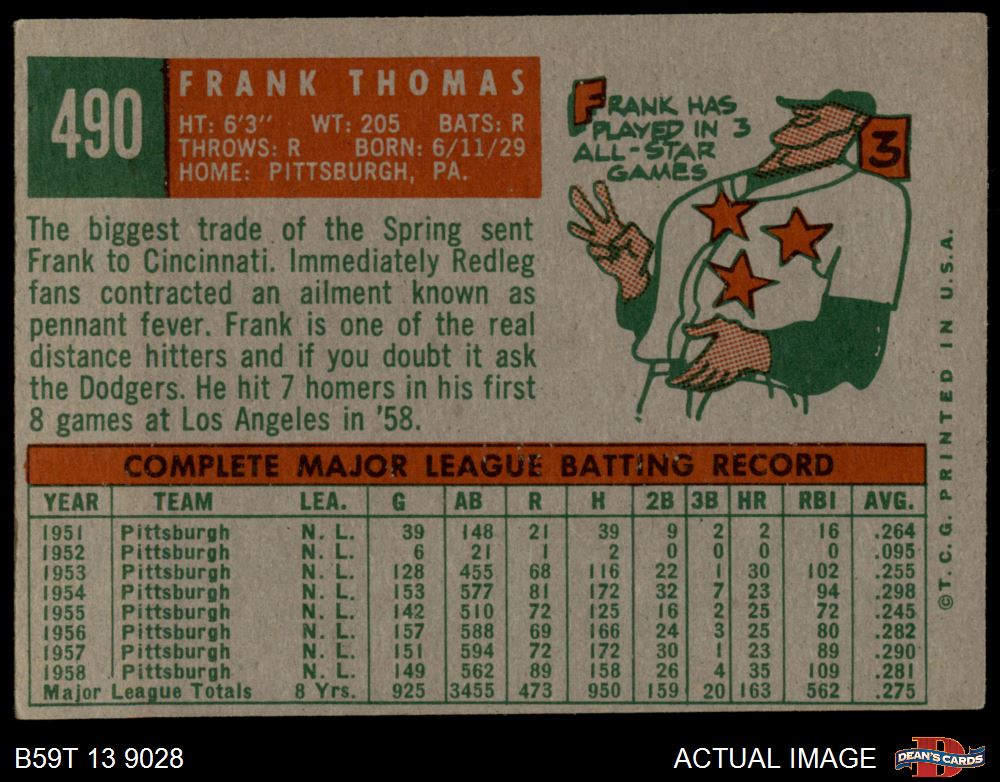 490
FRANK THOMAS
HT: 6'3" WT: 205 BATS: R
THROWS: R BORN: 6/11/29
HOME: PITTSBURGH, PA.
FRANK HAS
PLAYED IN 3
ALL-STAR
GAMES
3
The biggest trade of the Spring sent
Frank to Cincinnati. Immediately Redleg
fans contracted an ailment known as
pennant fever. Frank is one of the real
distance hitters and if you doubt it ask
the Dodgers. He hit 7 homers in his first
8 games at Los Angeles in '58.
COMPLETE MAJOR LEAGUE BATTING RECORD
YEAR TEAM LEA. G AB R H 2B 3B HR RBI AVG.
1951 Pittsburgh N. L. 39 148 21 39 9 2 2 16 .264
1952 Pittsburgh N. L. 6 21 1 2 0 0 0 0 .095
1953 Pittsburgh N. L. 128 455 68 116 22 1 30 102 .255
1954 Pittsburgh N. L. 153 577 81 172 32 7 23 94 .298
1955 Pittsburgh N. L. 142 510 72 125 16 2 25 72 .245
1956 Pittsburgh N. L. 157 588 69 166 24 3 25 80 .282
1957 Pittsburgh N. L. 151 594 72 172 30 1 23 89 .290
1958 Pittsburgh N. L. 149 562 89 158 26 4 35 109 .281
Major League Totals 8 Yrs. 925 3455 473 950 159 20 163 562 .275
©T. C. G. PRINTED IN U.S.A.
B59T 13 9028
ACTUAL IMAGE
D
DEAN'S CARDS